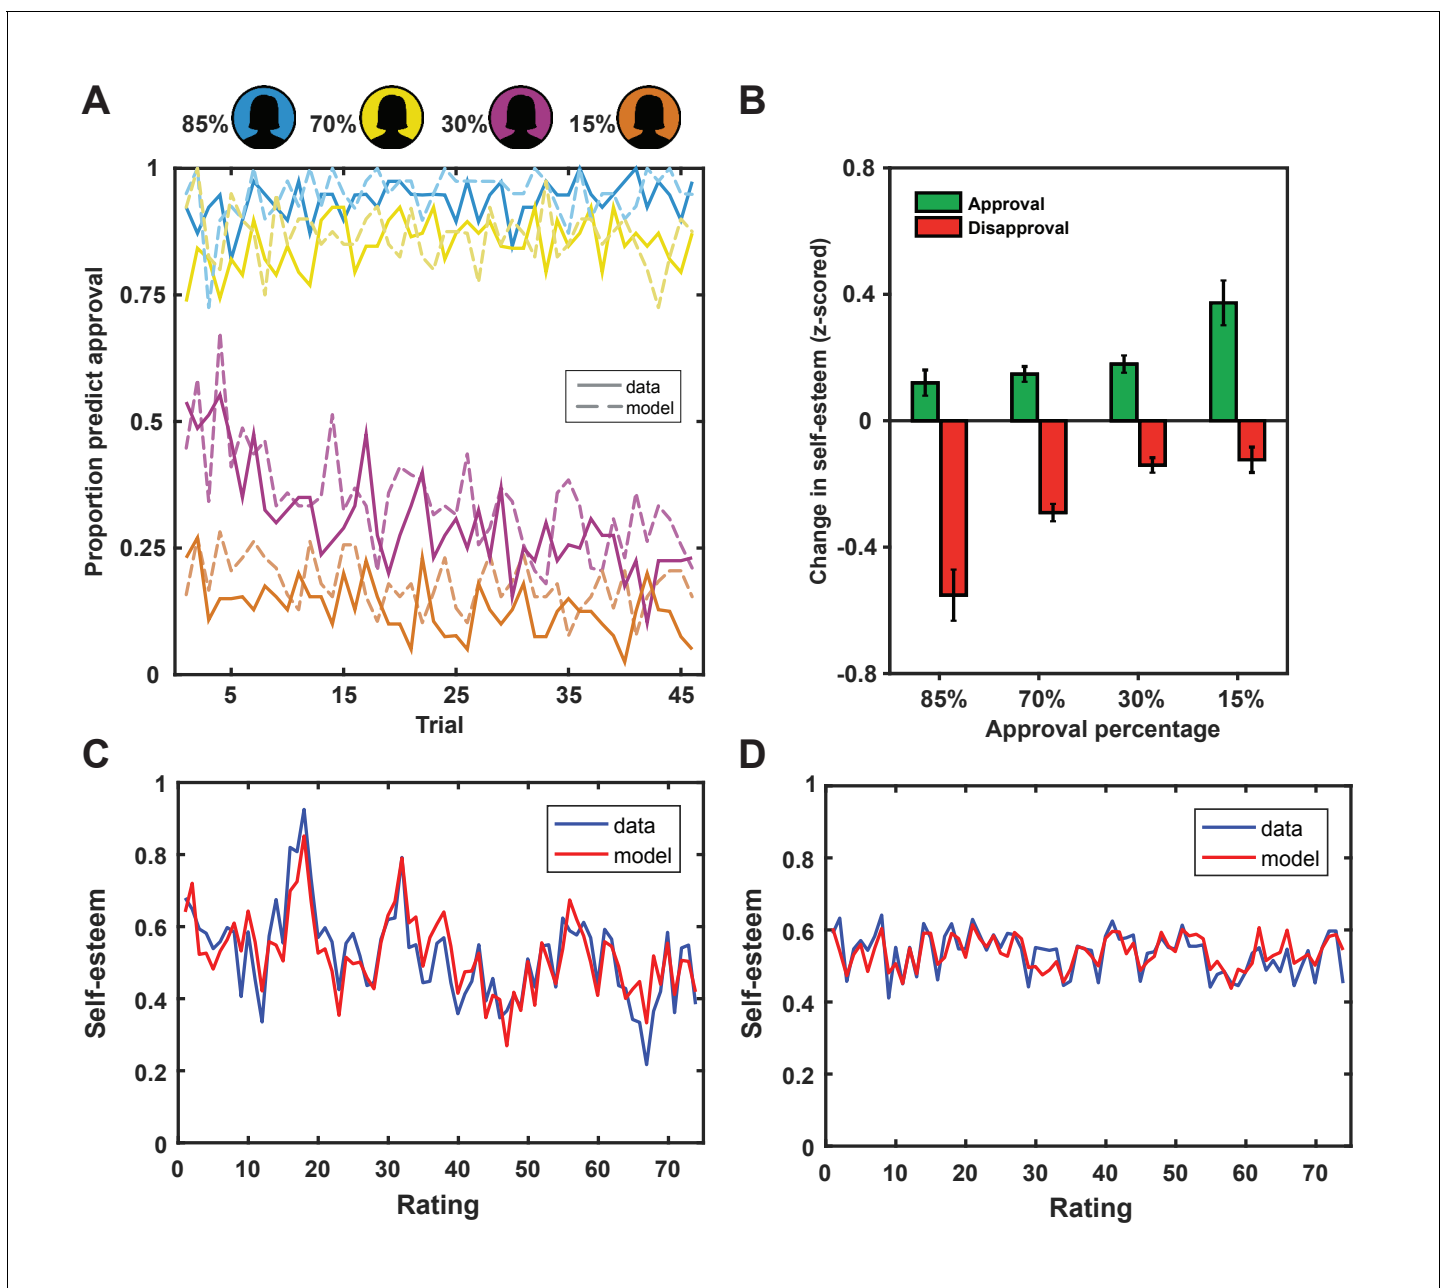 A
85% 70% 30% 15%
1
0.75
0.5
0.25
0
Proportion predict approval
data
model
5 15 25 35 45
Trial
B
0.8
0.4
0
-0.4
-0.8
Change in self-esteem (z-scored)
Approval
Disapproval
85% 70% 30% 15%
Approval percentage
C
1
0.8
0.6
0.4
0.2
0
Self-esteem
data
model
0 10 20 30 40 50 60 70
Rating
D
1
0.8
0.6
0.4
0.2
0
Self-esteem
data
model
0 10 20 30 40 50 60 70
Rating